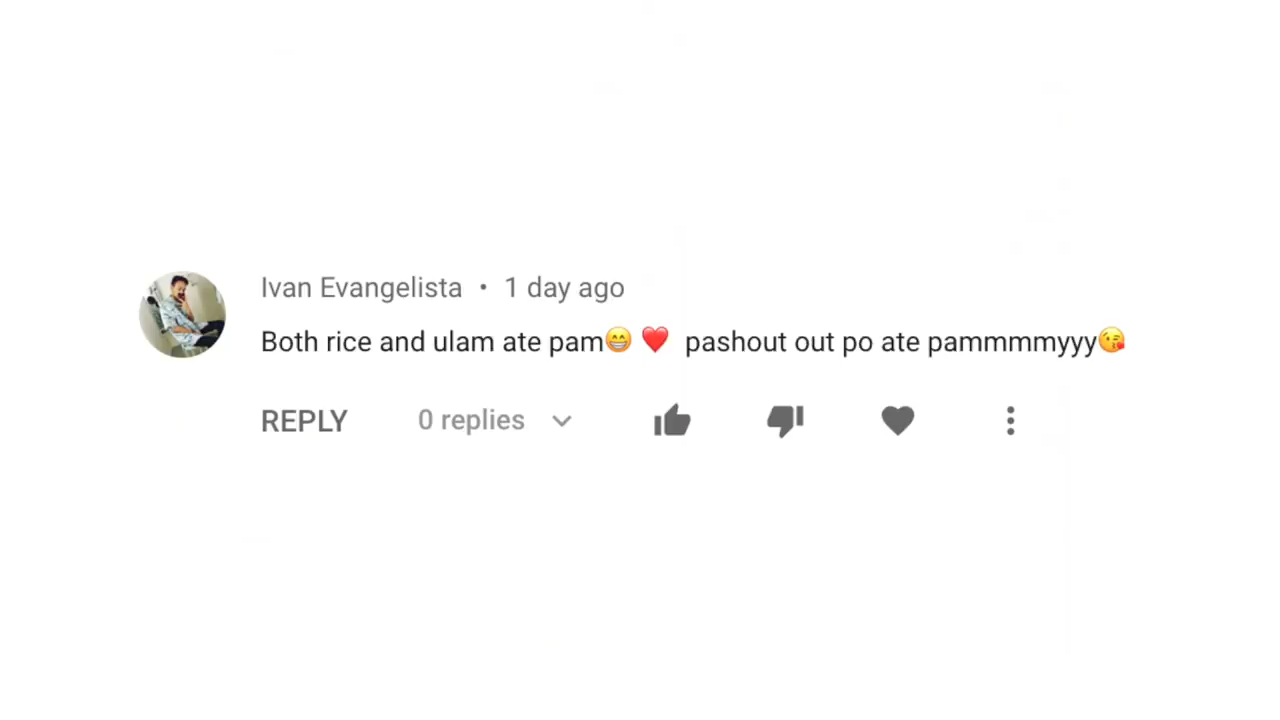 Ivan Evangelista • 1 day ago
Both rice and ulam ate pam😁❤️ pashout out po ate pammmmyyy😘
REPLY 0 replies